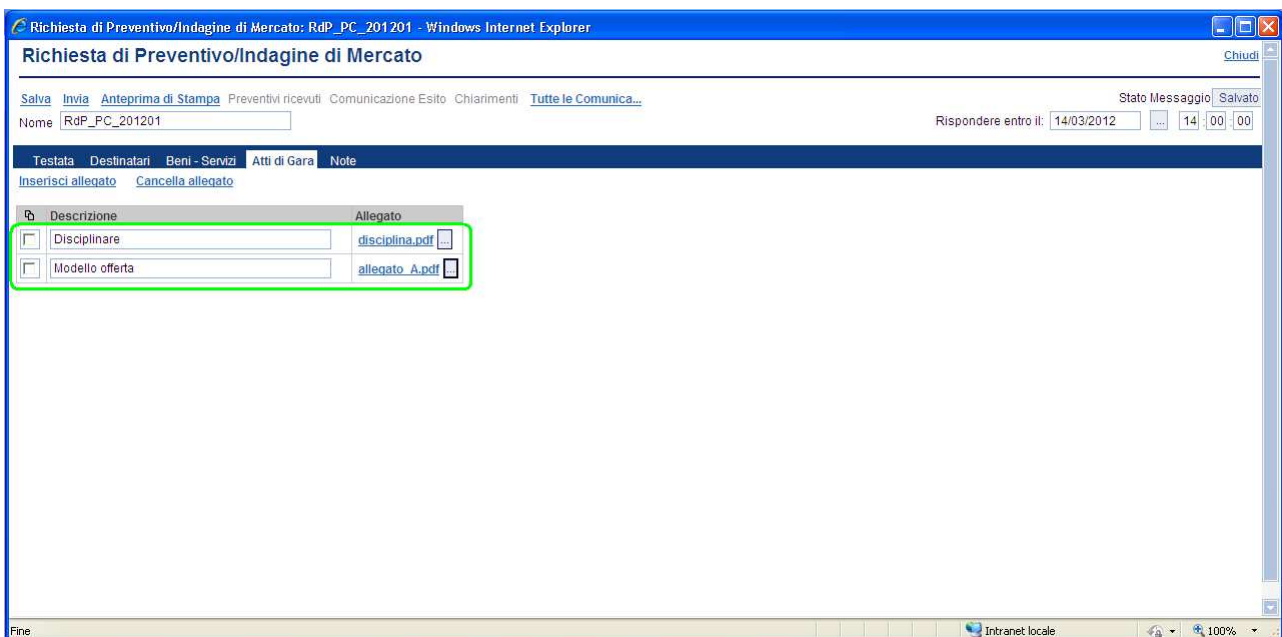 Richiesta di Preventivo/Indagine di Mercato: RdP_PC_201201 - Windows Internet Explorer
Richiesta di Preventivo/Indagine di Mercato Chiudi
Salva Invia Anteprima di Stampa Preventivi ricevuti Comunicazione Esito Chiarimenti Tutte le Comunica... Stato Messaggio Salvato
Nome RdP_PC_201201 Rispondere entro il: 14/03/2012 ... 14 : 00 : 00
Testata Destinatari Beni - Servizi Atti di Gara Note
Inserisci allegato Cancella allegato
Descrizione Allegato
Disciplinare disciplina.pdf ...
Modello offerta allegato_A.pdf ...
Fine Intranet locale 100%